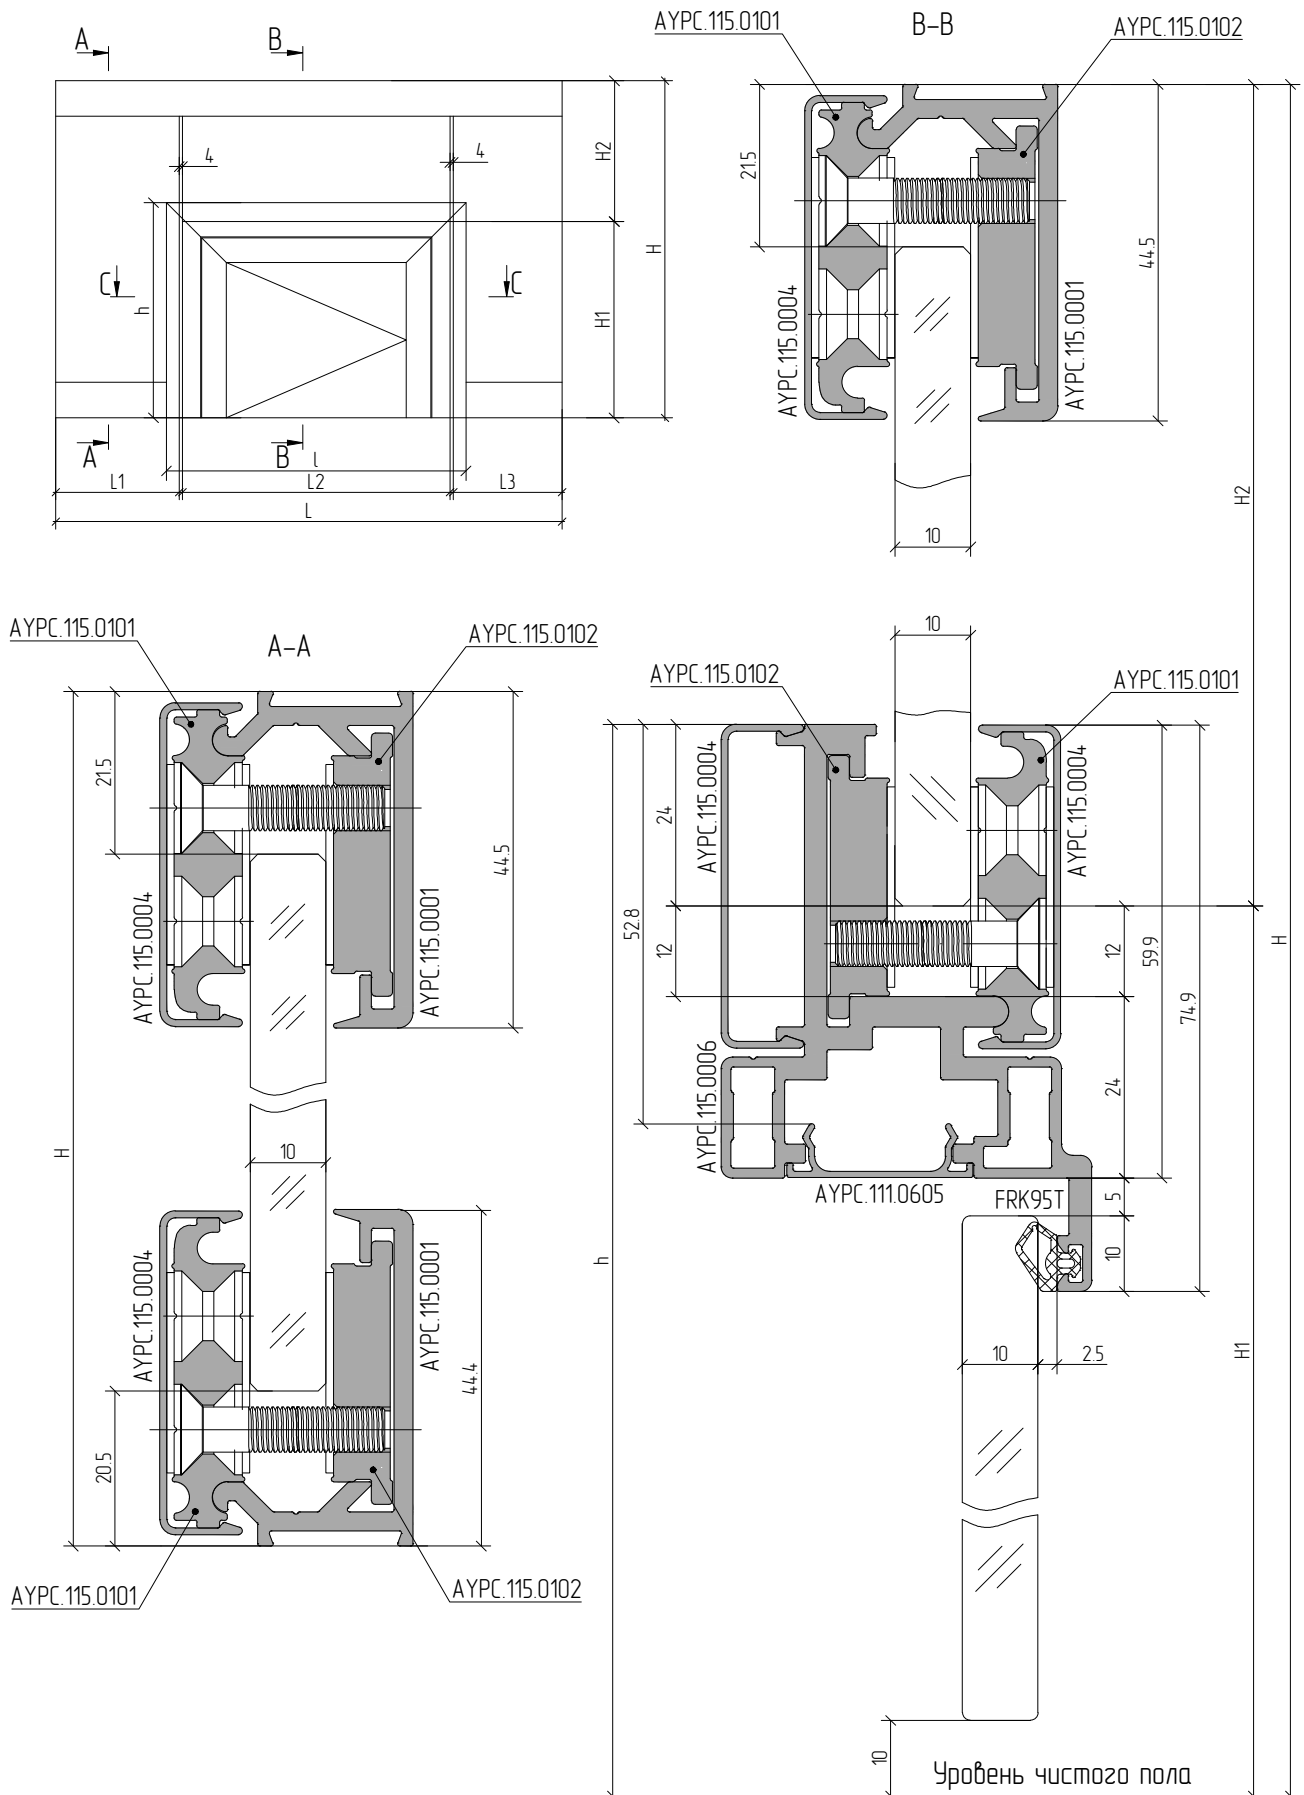 A
B
4
4
H2
H
H1
h
C
C
A
B
l
L1
L2
L3
L
AYPC.115.0101
B-B
AYPC.115.0102
21.5
44.5
AYPC.115.0004
AYPC.115.0001
10
H2
H
AYPC.115.0101
A-A
AYPC.115.0102
21.5
44.5
AYPC.115.0004
AYPC.115.0001
H
10
AYPC.115.0004
AYPC.115.0001
44.4
20.5
AYPC.115.0101
AYPC.115.0102
10
AYPC.115.0102
AYPC.115.0101
AYPC.115.0004
AYPC.115.0004
24
52.8
12
12
59.9
74.9
24
AYPC.115.0006
AYPC.111.0605
FRK95T
5
10
h
10
2.5
H1
10
Уровень чистого пола